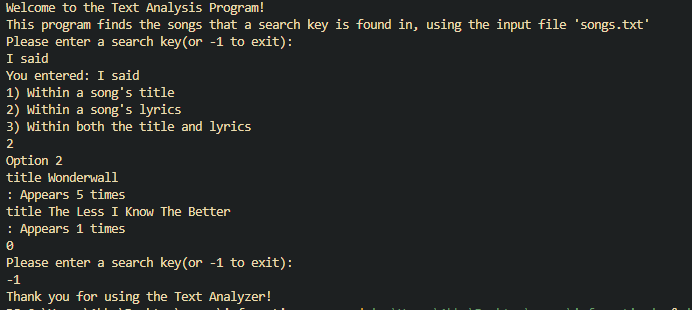 Welcome to the Text Analysis Program!
This program finds the songs that a search key is found in, using the input file 'songs.txt'
Please enter a search key(or -1 to exit):
I said
You entered: I said
1) Within a song's title
2) Within a song's lyrics
3) Within both the title and lyrics
2
Option 2
title Wonderwall
: Appears 5 times
title The Less I Know The Better
: Appears 1 times
0
Please enter a search key(or -1 to exit):
-1
Thank you for using the Text Analyzer!